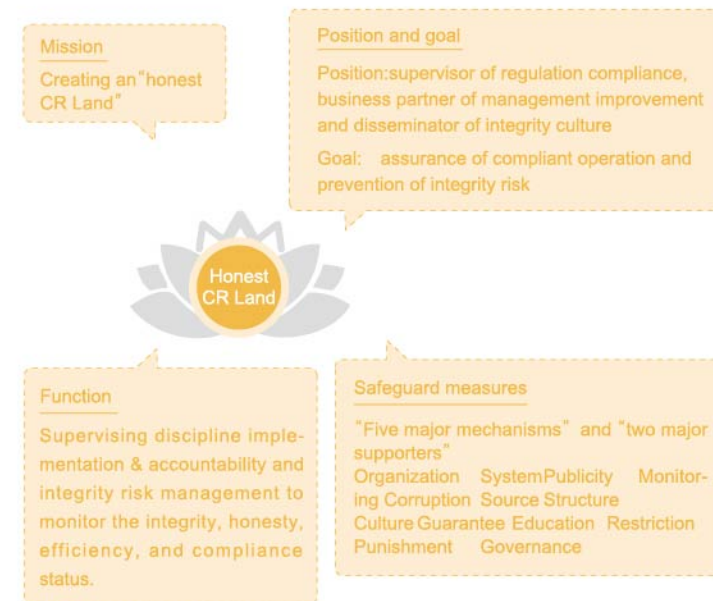 Mission
Creating an“honest
CR Land”
Position and goal
Position:supervisor of regulation compliance,
business partner of management improvement
and disseminator of integrity culture
Goal: assurance of compliant operation and
prevention of integrity risk
Honest
CR Land
Function
Supervising discipline imple-
mentation & accountability and
integrity risk management to
monitor the integrity, honesty,
efficiency, and compliance
status.
Safeguard measures
“Five major mechanisms” and “two major
supporters”
Organization SystemPublicity Monitor-
ing Corruption Source Structure
Culture Guarantee Education Restriction
Punishment Governance